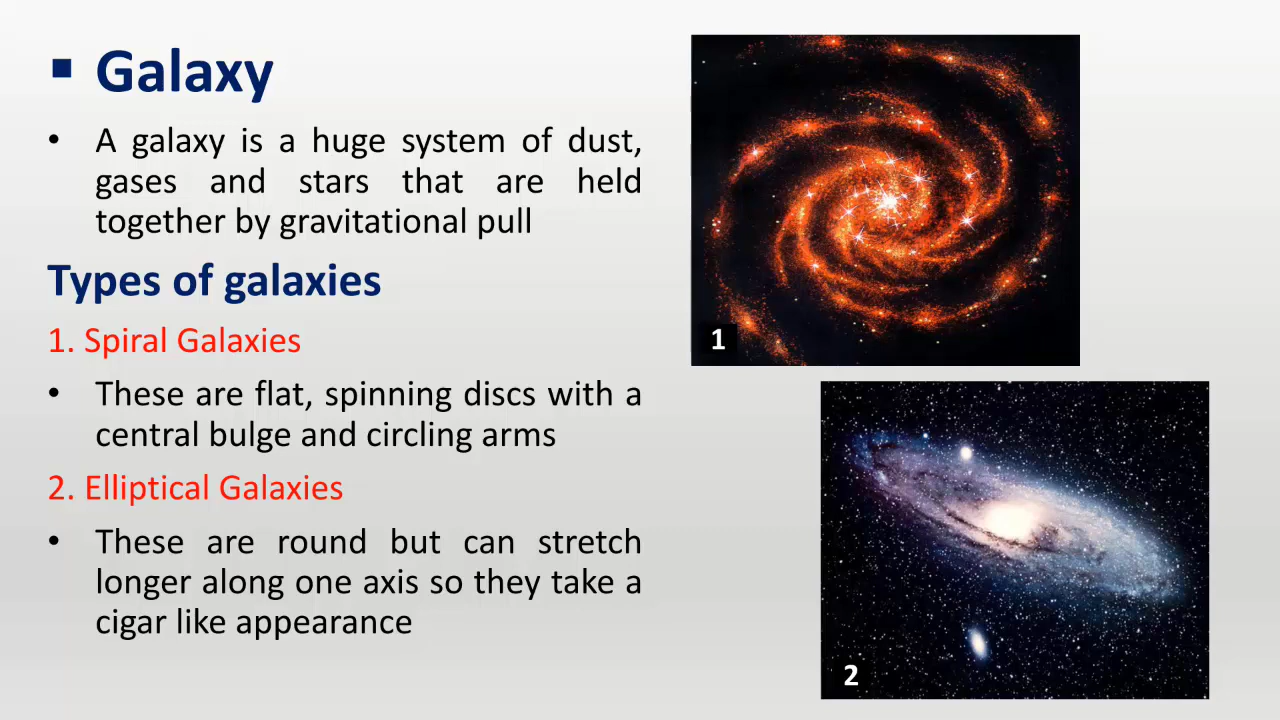 ▪ Galaxy
• A galaxy is a huge system of dust,
gases and stars that are held
together by gravitational pull
Types of galaxies
1. Spiral Galaxies
• These are flat, spinning discs with a
central bulge and circling arms
2. Elliptical Galaxies
• These are round but can stretch
longer along one axis so they take a
cigar like appearance
1
2